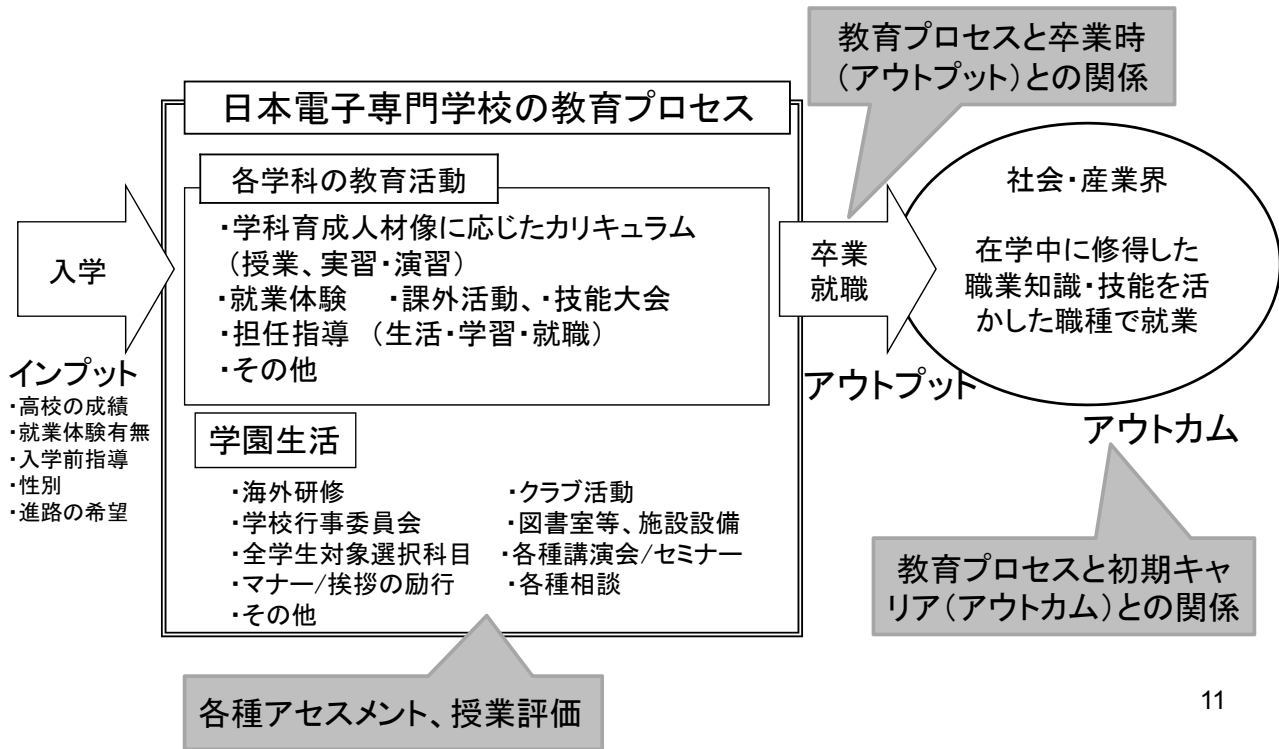 教育プロセスと卒業時
(アウトプット)との関係
日本電子専門学校の教育プロセス
各学科の教育活動
・学科育成人材像に応じたカリキュラム
(授業、実習・演習)
・就業体験　・課外活動、・技能大会
・担任指導　(生活・学習・就職)
・その他
入学
インプット
・高校の成績
・就業体験有無
・入学前指導
・性別
・進路の希望
学園生活
・海外研修
・学校行事委員会
・全学生対象選択科目
・マナー/挨拶の励行
・その他
・クラブ活動
・図書室等、施設設備
・各種講演会/セミナー
・各種相談
卒業
就職
アウトプット
社会・産業界
在学中に修得した
職業知識・技能を活
かした職種で就業
アウトカム
教育プロセスと初期キャ
リア(アウトカム)との関係
各種アセスメント、授業評価
11